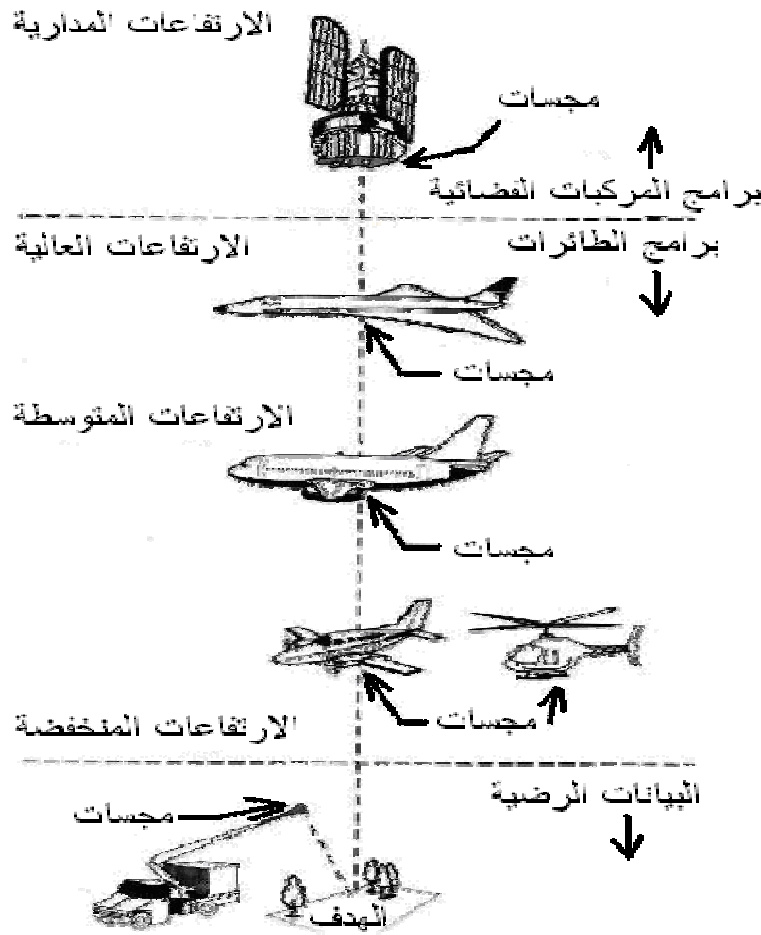 الارتفاعات المدارية
مجسات
برامج المركبات الفضائية
برامج الطائرات
الارتفاعات العالية
مجسات
الارتفاعات المتوسطة
مجسات
مجسات
الارتفاعات المنخفضة
البيانات الرضية
مجسات
الهدف